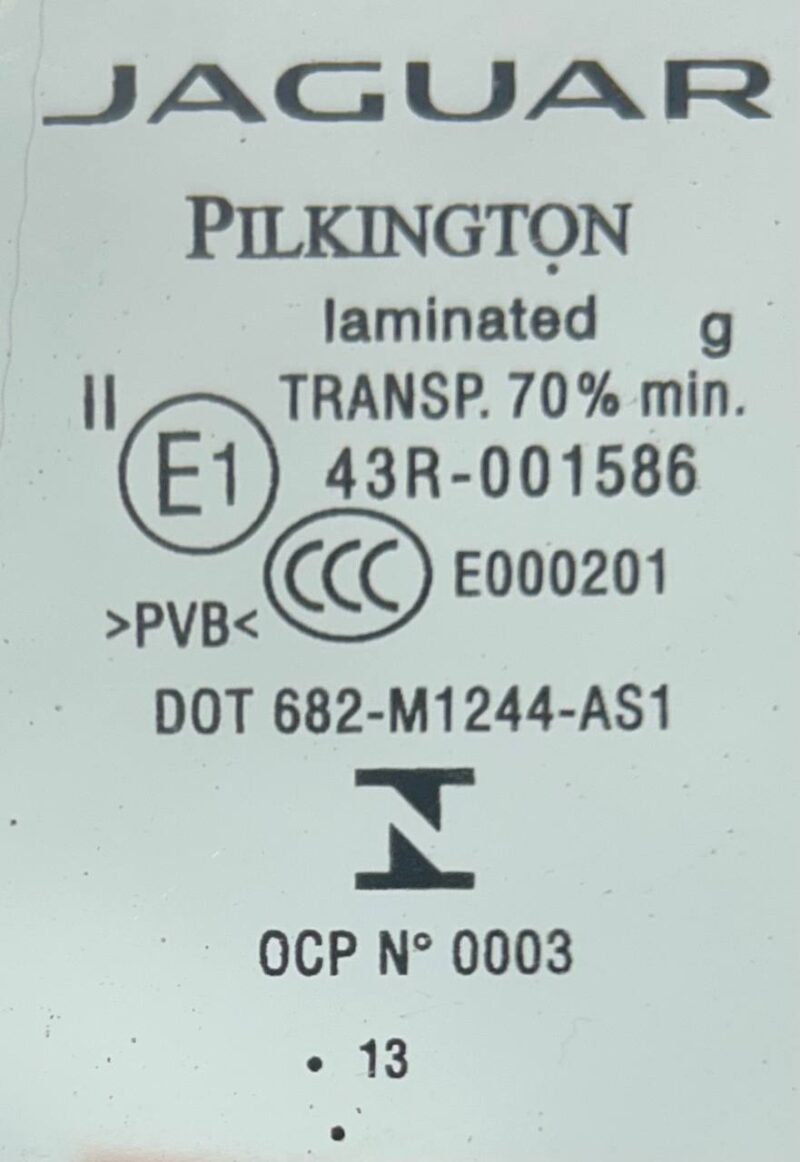 JAGUAR
PILKINGTON
laminated g
II TRANSP. 70% min.
E1 43R-001586
CCC E000201
>PVB<
DOT 682-M1244-AS1
N
OCP N° 0003
. 13
.